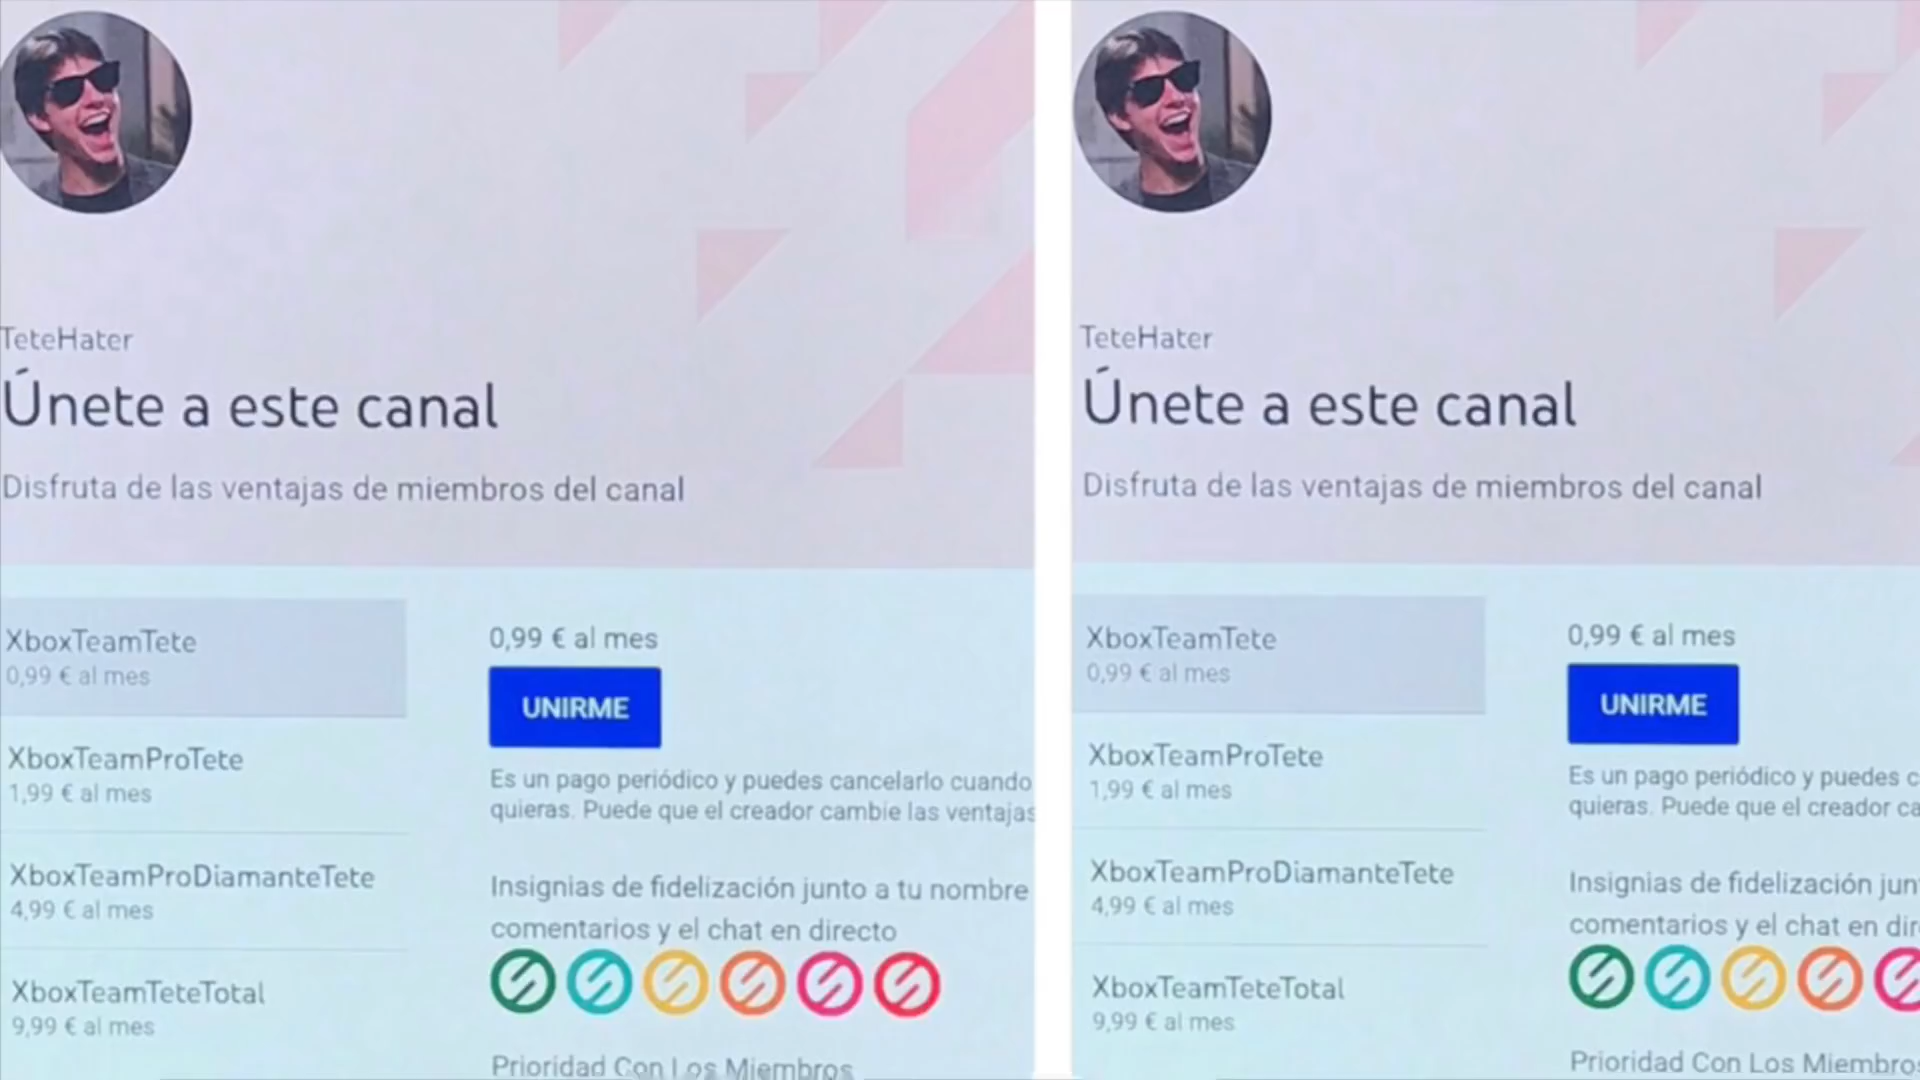 TeteHater
Únete a este canal
Disfruta de las ventajas de miembros del canal
XboxTeamTete
0,99 € al mes
XboxTeamProTete
1,99 € al mes
XboxTeamProDiamanteTete
4,99 € al mes
XboxTeamTeteTotal
9,99 € al mes
0,99 € al mes
UNIRME
Es un pago periódico y puedes cancelarlo cuando
quieras. Puede que el creador cambie las ventajas
Insignias de fidelización junto a tu nombre
comentarios y el chat en directo
Prioridad Con Los Miembros
TeteHater
Únete a este canal
Disfruta de las ventajas de miembros del canal
XboxTeamTete
0,99 € al mes
XboxTeamProTete
1,99 € al mes
XboxTeamProDiamanteTete
4,99 € al mes
XboxTeamTeteTotal
9,99 € al mes
0,99 € al mes
UNIRME
Es un pago periódico y puedes c
quieras. Puede que el creador ca
Insignias de fidelización jun
comentarios y el chat en dir
Prioridad Con Los Miembro